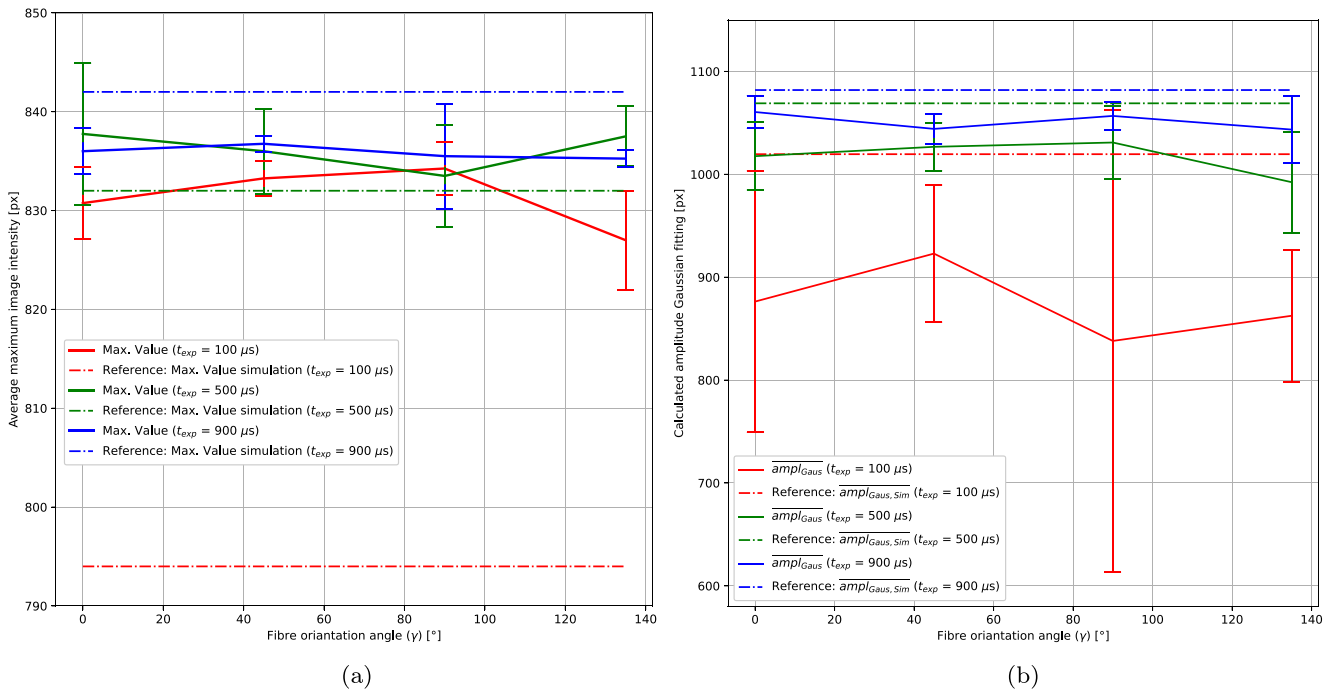 850
840
830
820
810
800
790
Average maximum image intensity [px]
Max. Value (t_exp = 100 μs)
Reference: Max. Value simulation (t_exp = 100 μs)
Max. Value (t_exp = 500 μs)
Reference: Max. Value simulation (t_exp = 500 μs)
Max. Value (t_exp = 900 μs)
Reference: Max. Value simulation (t_exp = 900 μs)
0 20 40 60 80 100 120 140
Fibre oriantation angle (γ) [°]
(a)
1100
1000
900
800
700
600
Calculated amplitude Gaussian fitting [px]
ampl_Gaus (t_exp = 100 μs)
Reference: ampl_Gaus,Sim (t_exp = 100 μs)
ampl_Gaus (t_exp = 500 μs)
Reference: ampl_Gaus,Sim (t_exp = 500 μs)
ampl_Gaus (t_exp = 900 μs)
Reference: ampl_Gaus,Sim (t_exp = 900 μs)
0 20 40 60 80 100 120 140
Fibre oriantation angle (γ) [°]
(b)